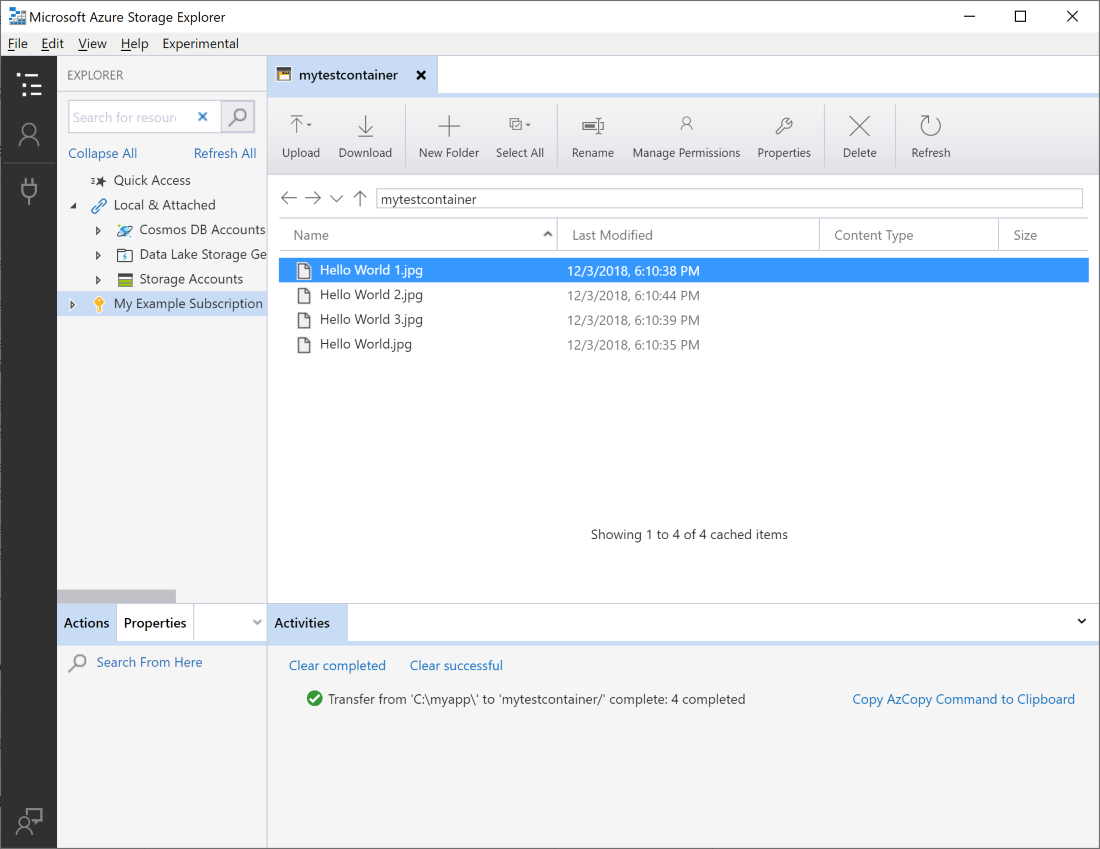 Microsoft Azure Storage Explorer
File Edit View Help Experimental
EXPLORER
Search for resour
Collapse All Refresh All
Quick Access
Local & Attached
Cosmos DB Accounts
Data Lake Storage Ge
Storage Accounts
My Example Subscription
mytestcontainer
Upload Download New Folder Select All Rename Manage Permissions Properties Delete Refresh
mytestcontainer
Name Last Modified Content Type Size
Hello World 1.jpg 12/3/2018, 6:10:38 PM
Hello World 2.jpg 12/3/2018, 6:10:44 PM
Hello World 3.jpg 12/3/2018, 6:10:39 PM
Hello World.jpg 12/3/2018, 6:10:35 PM
Showing 1 to 4 of 4 cached items
Actions Properties
Search From Here
Activities
Clear completed Clear successful
Transfer from 'C:\myapp\' to 'mytestcontainer/' complete: 4 completed Copy AzCopy Command to Clipboard